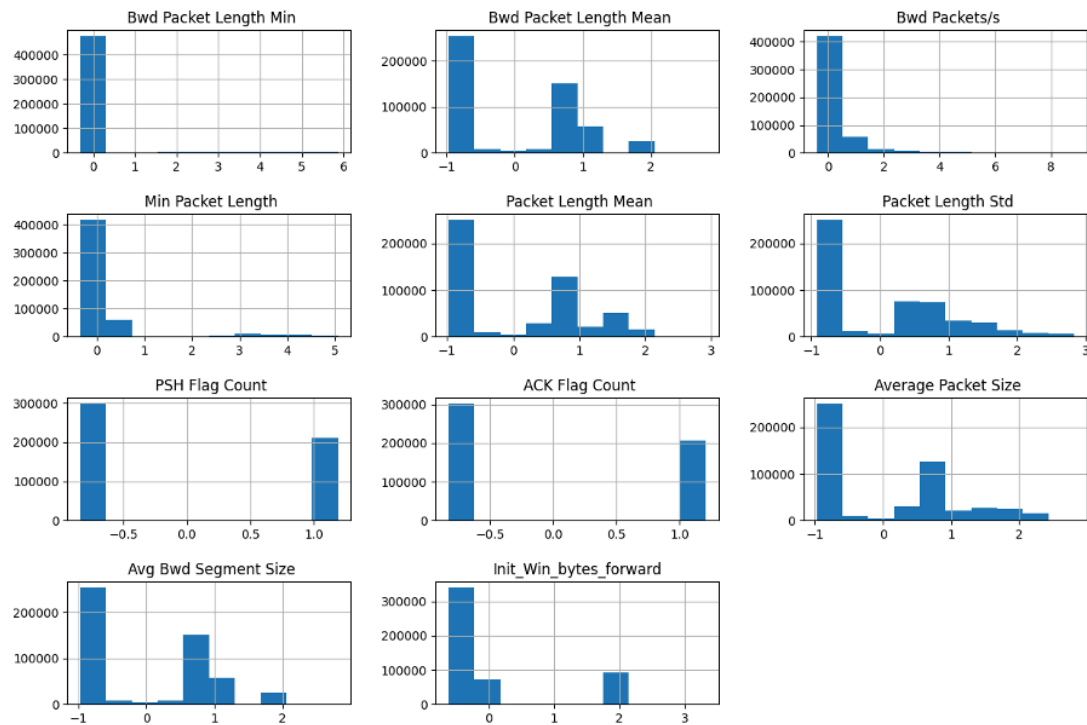 Bwd Packet Length Min
400000
300000
200000
100000
0
0 1 2 3 4 5 6
Bwd Packet Length Mean
200000
100000
0
−1 0 1 2
Bwd Packets/s
400000
300000
200000
100000
0
0 2 4 6 8
Min Packet Length
400000
300000
200000
100000
0
0 1 2 3 4 5
Packet Length Mean
200000
100000
0
−1 0 1 2 3
Packet Length Std
200000
100000
0
−1 0 1 2 3
PSH Flag Count
300000
200000
100000
0
−0.5 0.0 0.5 1.0
ACK Flag Count
300000
200000
100000
0
−0.5 0.0 0.5 1.0
Average Packet Size
200000
100000
0
−1 0 1 2
Avg Bwd Segment Size
200000
100000
0
−1 0 1 2
Init_Win_bytes_forward
300000
200000
100000
0
0 1 2 3